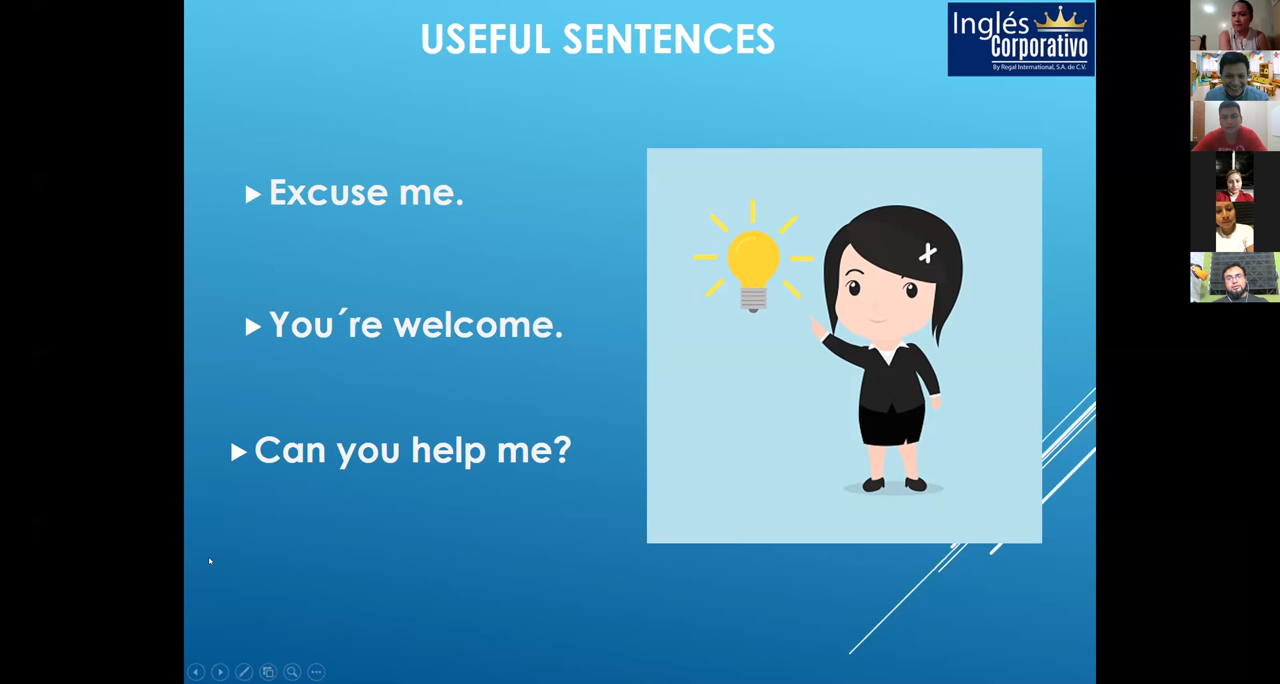 USEFUL SENTENCES
Inglés
Corporativo
By Regal International, S.A. de C.V.
Excuse me.
You´re welcome.
Can you help me?